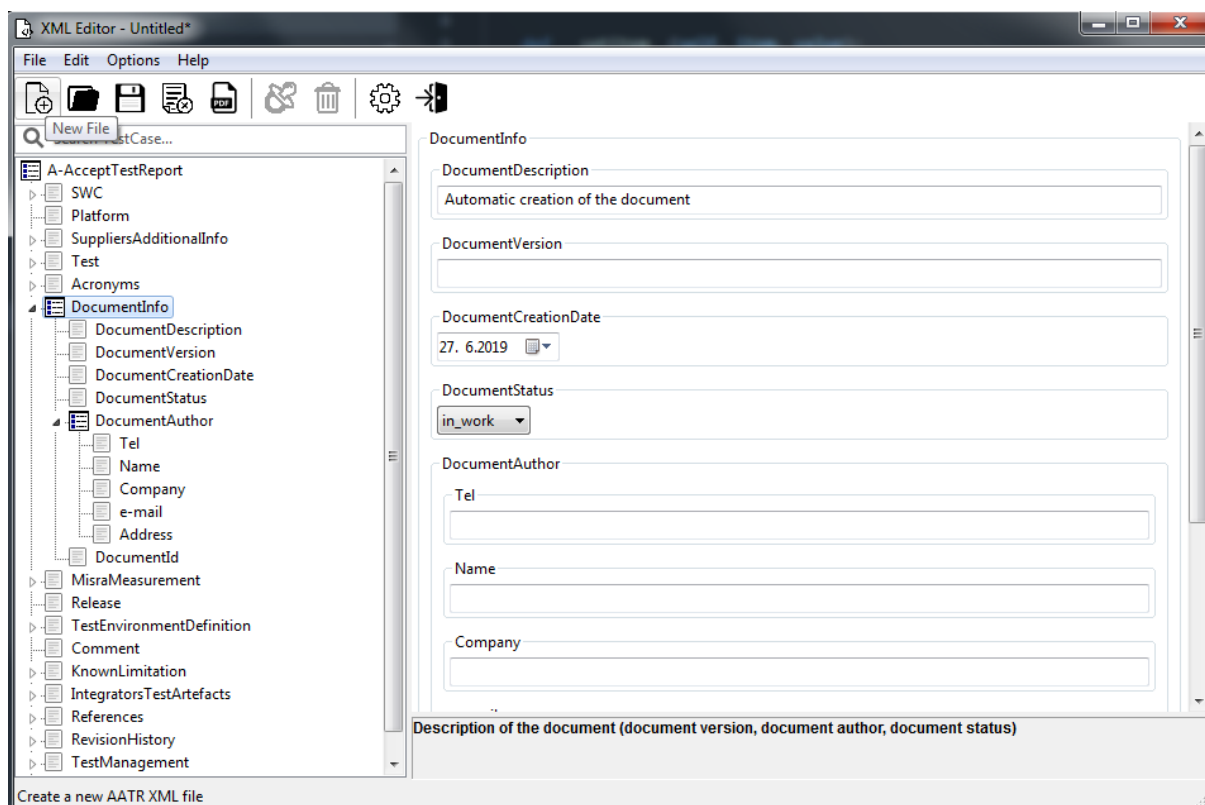 XML Editor - Untitled*
File Edit Options Help
PDF
New File
TestCase...
A-AcceptTestReport
SWC
Platform
SuppliersAdditionalInfo
Test
Acronyms
DocumentInfo
DocumentDescription
DocumentVersion
DocumentCreationDate
DocumentStatus
DocumentAuthor
Tel
Name
Company
e-mail
Address
DocumentId
MisraMeasurement
Release
TestEnvironmentDefinition
Comment
KnownLimitation
IntegratorsTestArtefacts
References
RevisionHistory
TestManagement
DocumentInfo
DocumentDescription
Automatic creation of the document
DocumentVersion
DocumentCreationDate
27. 6.2019
DocumentStatus
in_work
DocumentAuthor
Tel
Name
Company
Description of the document (document version, document author, document status)
Create a new AATR XML file